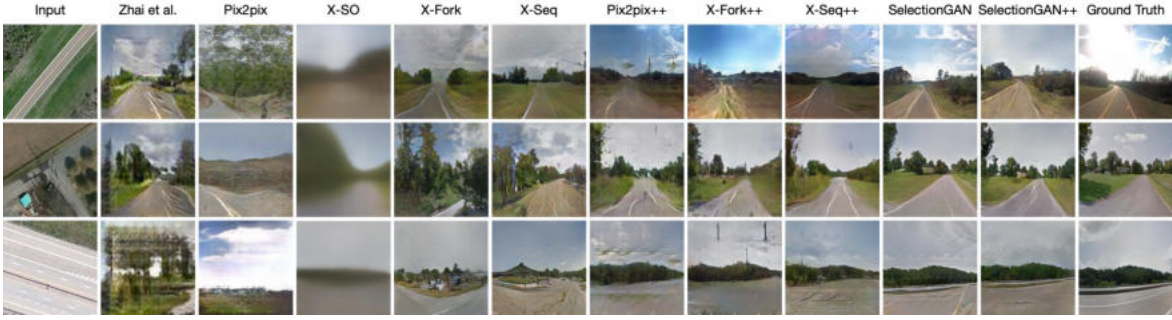 Input Zhai et al. Pix2pix X-SO X-Fork X-Seq Pix2pix++ X-Fork++ X-Seq++ SelectionGAN SelectionGAN++ Ground Truth